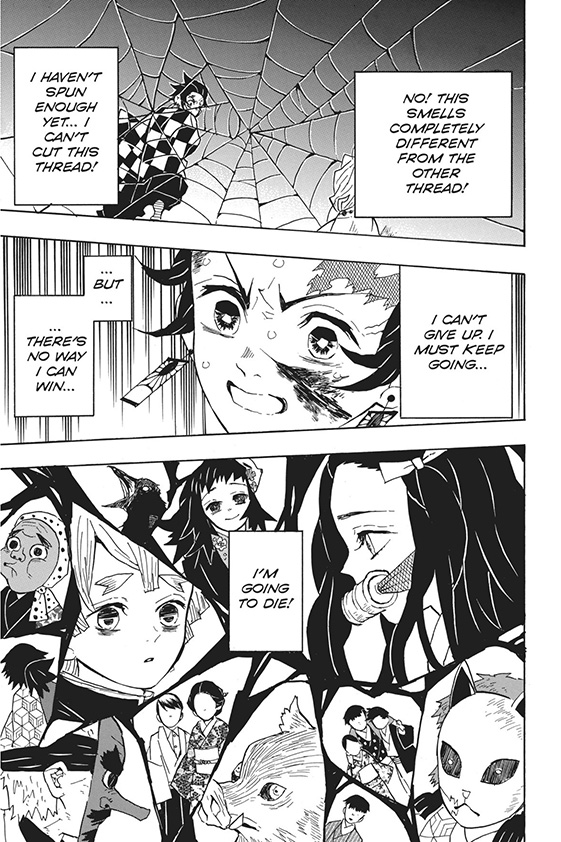 NO! THIS
SMELLS
COMPLETELY
DIFFERENT
FROM THE
OTHER
THREAD!
I HAVEN'T
SPUN
ENOUGH
YET... I
CAN'T
CUT THIS
THREAD!
I CAN'T
GIVE UP. I
MUST KEEP
GOING...
...
BUT
...
...
THERE'S
NO WAY
I CAN
WIN...
I'M
GOING
TO DIE!